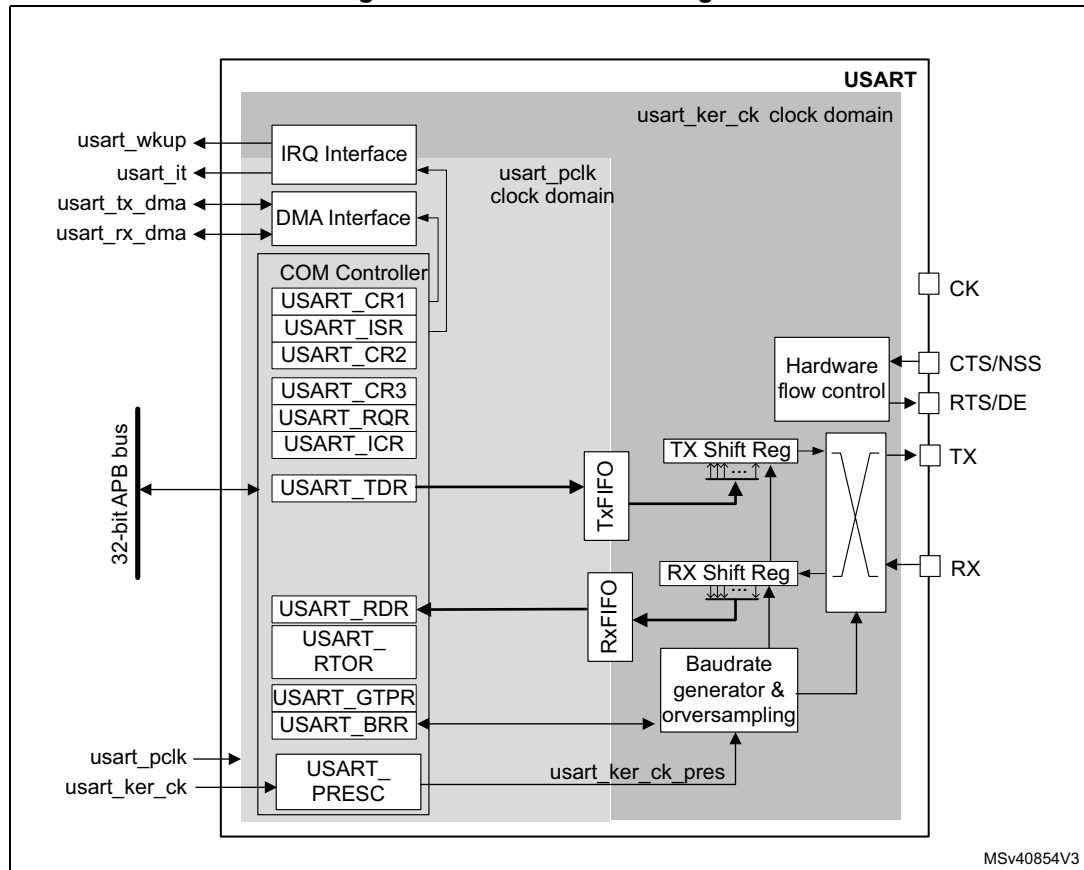 USART
usart_ker_ck clock domain
usart_wkup
IRQ Interface
usart_it
usart_pclk
clock domain
usart_tx_dma
DMA Interface
usart_rx_dma
COM Controller
USART_CR1
USART_ISR
USART_CR2
USART_CR3
USART_RQR
USART_ICR
USART_TDR
32-bit APB bus
TxFIFO
TX Shift Reg
...
CK
Hardware
flow control
CTS/NSS
RTS/DE
TX
RX
USART_RDR
RxFIFO
RX Shift Reg
...
USART_
RTOR
Baudrate
generator &
orversampling
USART_GTPR
USART_BRR
usart_pclk
usart_ker_ck
USART_
PRESC
usart_ker_ck_pres
MSv40854V3